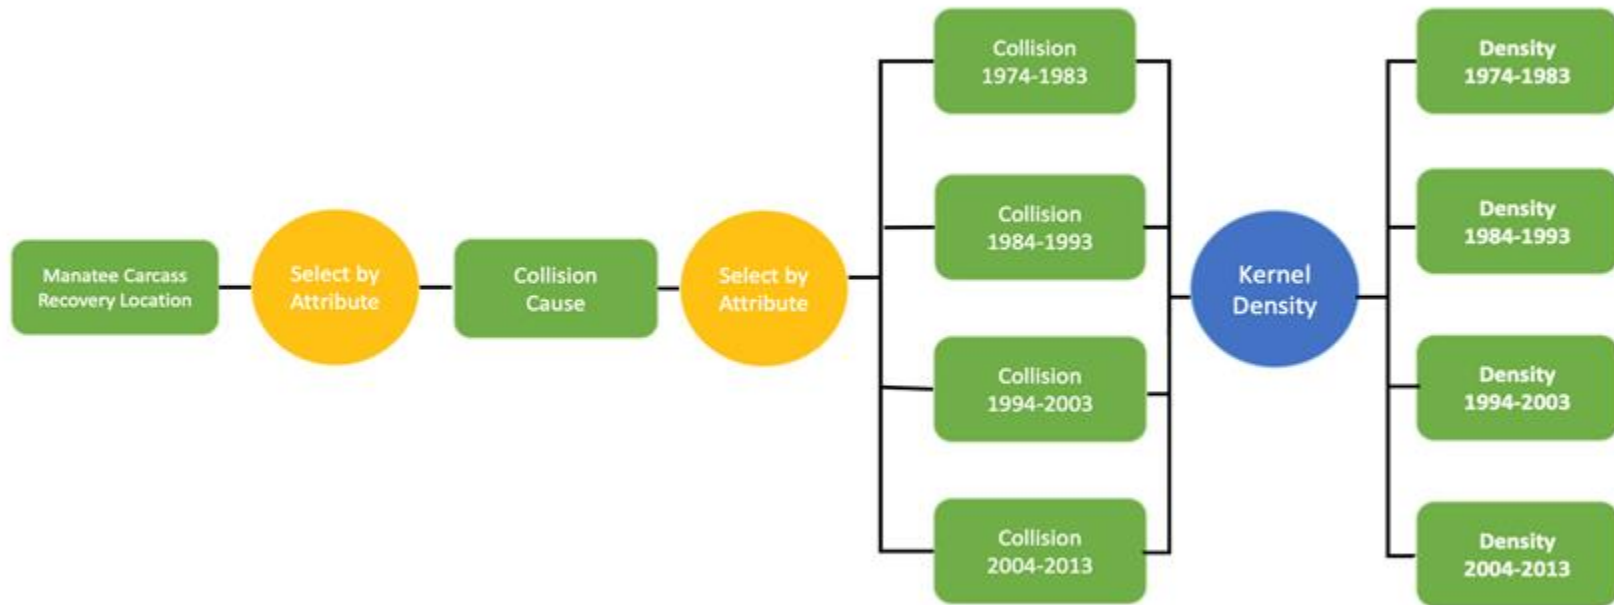 Manatee Carcass
Recovery Location
Select by
Attribute
Collision
Cause
Select by
Attribute
Collision
1974-1983
Collision
1984-1993
Collision
1994-2003
Collision
2004-2013
Kernel
Density
Density
1974-1983
Density
1984-1993
Density
1994-2003
Density
2004-2013